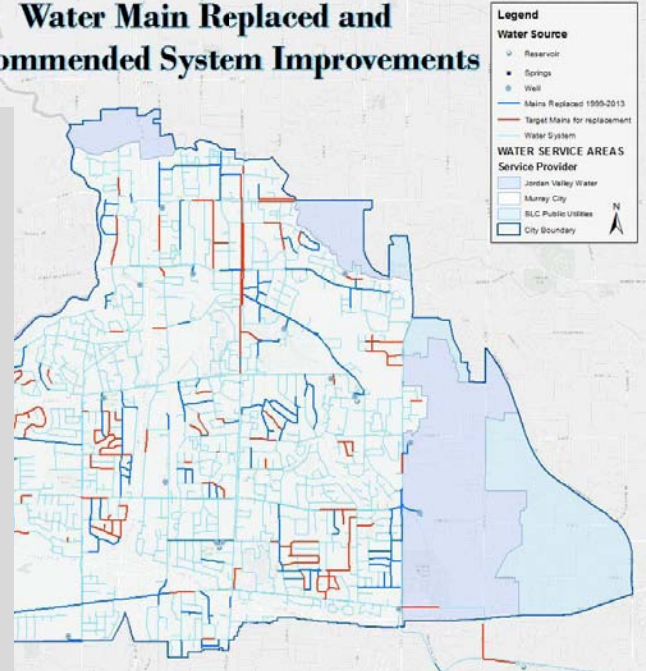 Water Main Replaced and
ommended System Improvements
Legend
Water Source
Reservoir
Springs
Well
Mains Replaced 1999-2013
Target Mains for replacement
Water System
WATER SERVICE AREAS
Service Provider
Jordan Valley Water
Murray City
SLC Public Utilities
City Boundary
N